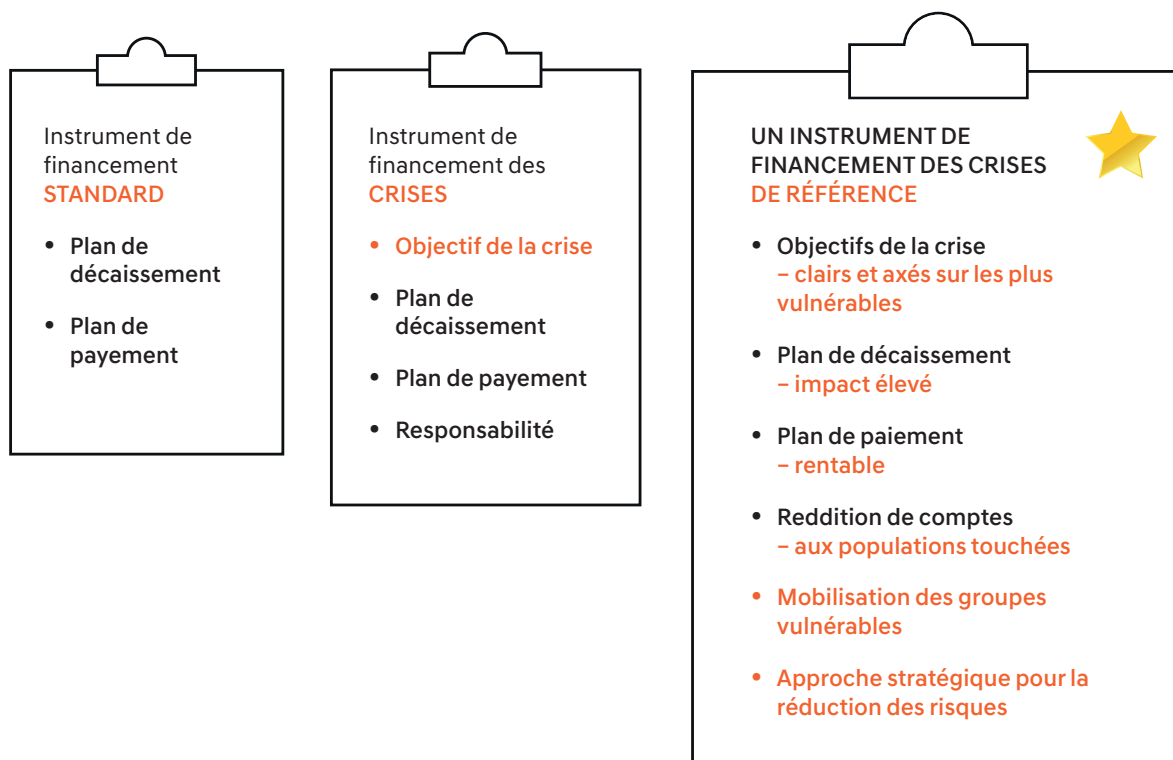 Instrument de
financement
STANDARD
• Plan de
décaissement
• Plan de
payement
Instrument de
financement des
CRISES
• Objectif de la crise
• Plan de
décaissement
• Plan de payement
• Responsabilité
UN INSTRUMENT DE
FINANCEMENT DES CRISES
DE RÉFÉRENCE
• Objectifs de la crise
– clairs et axés sur les plus
vulnérables
• Plan de décaissement
– impact élevé
• Plan de paiement
– rentable
• Reddition de comptes
– aux populations touchées
• Mobilisation des groupes
vulnérables
• Approche stratégique pour la
réduction des risques